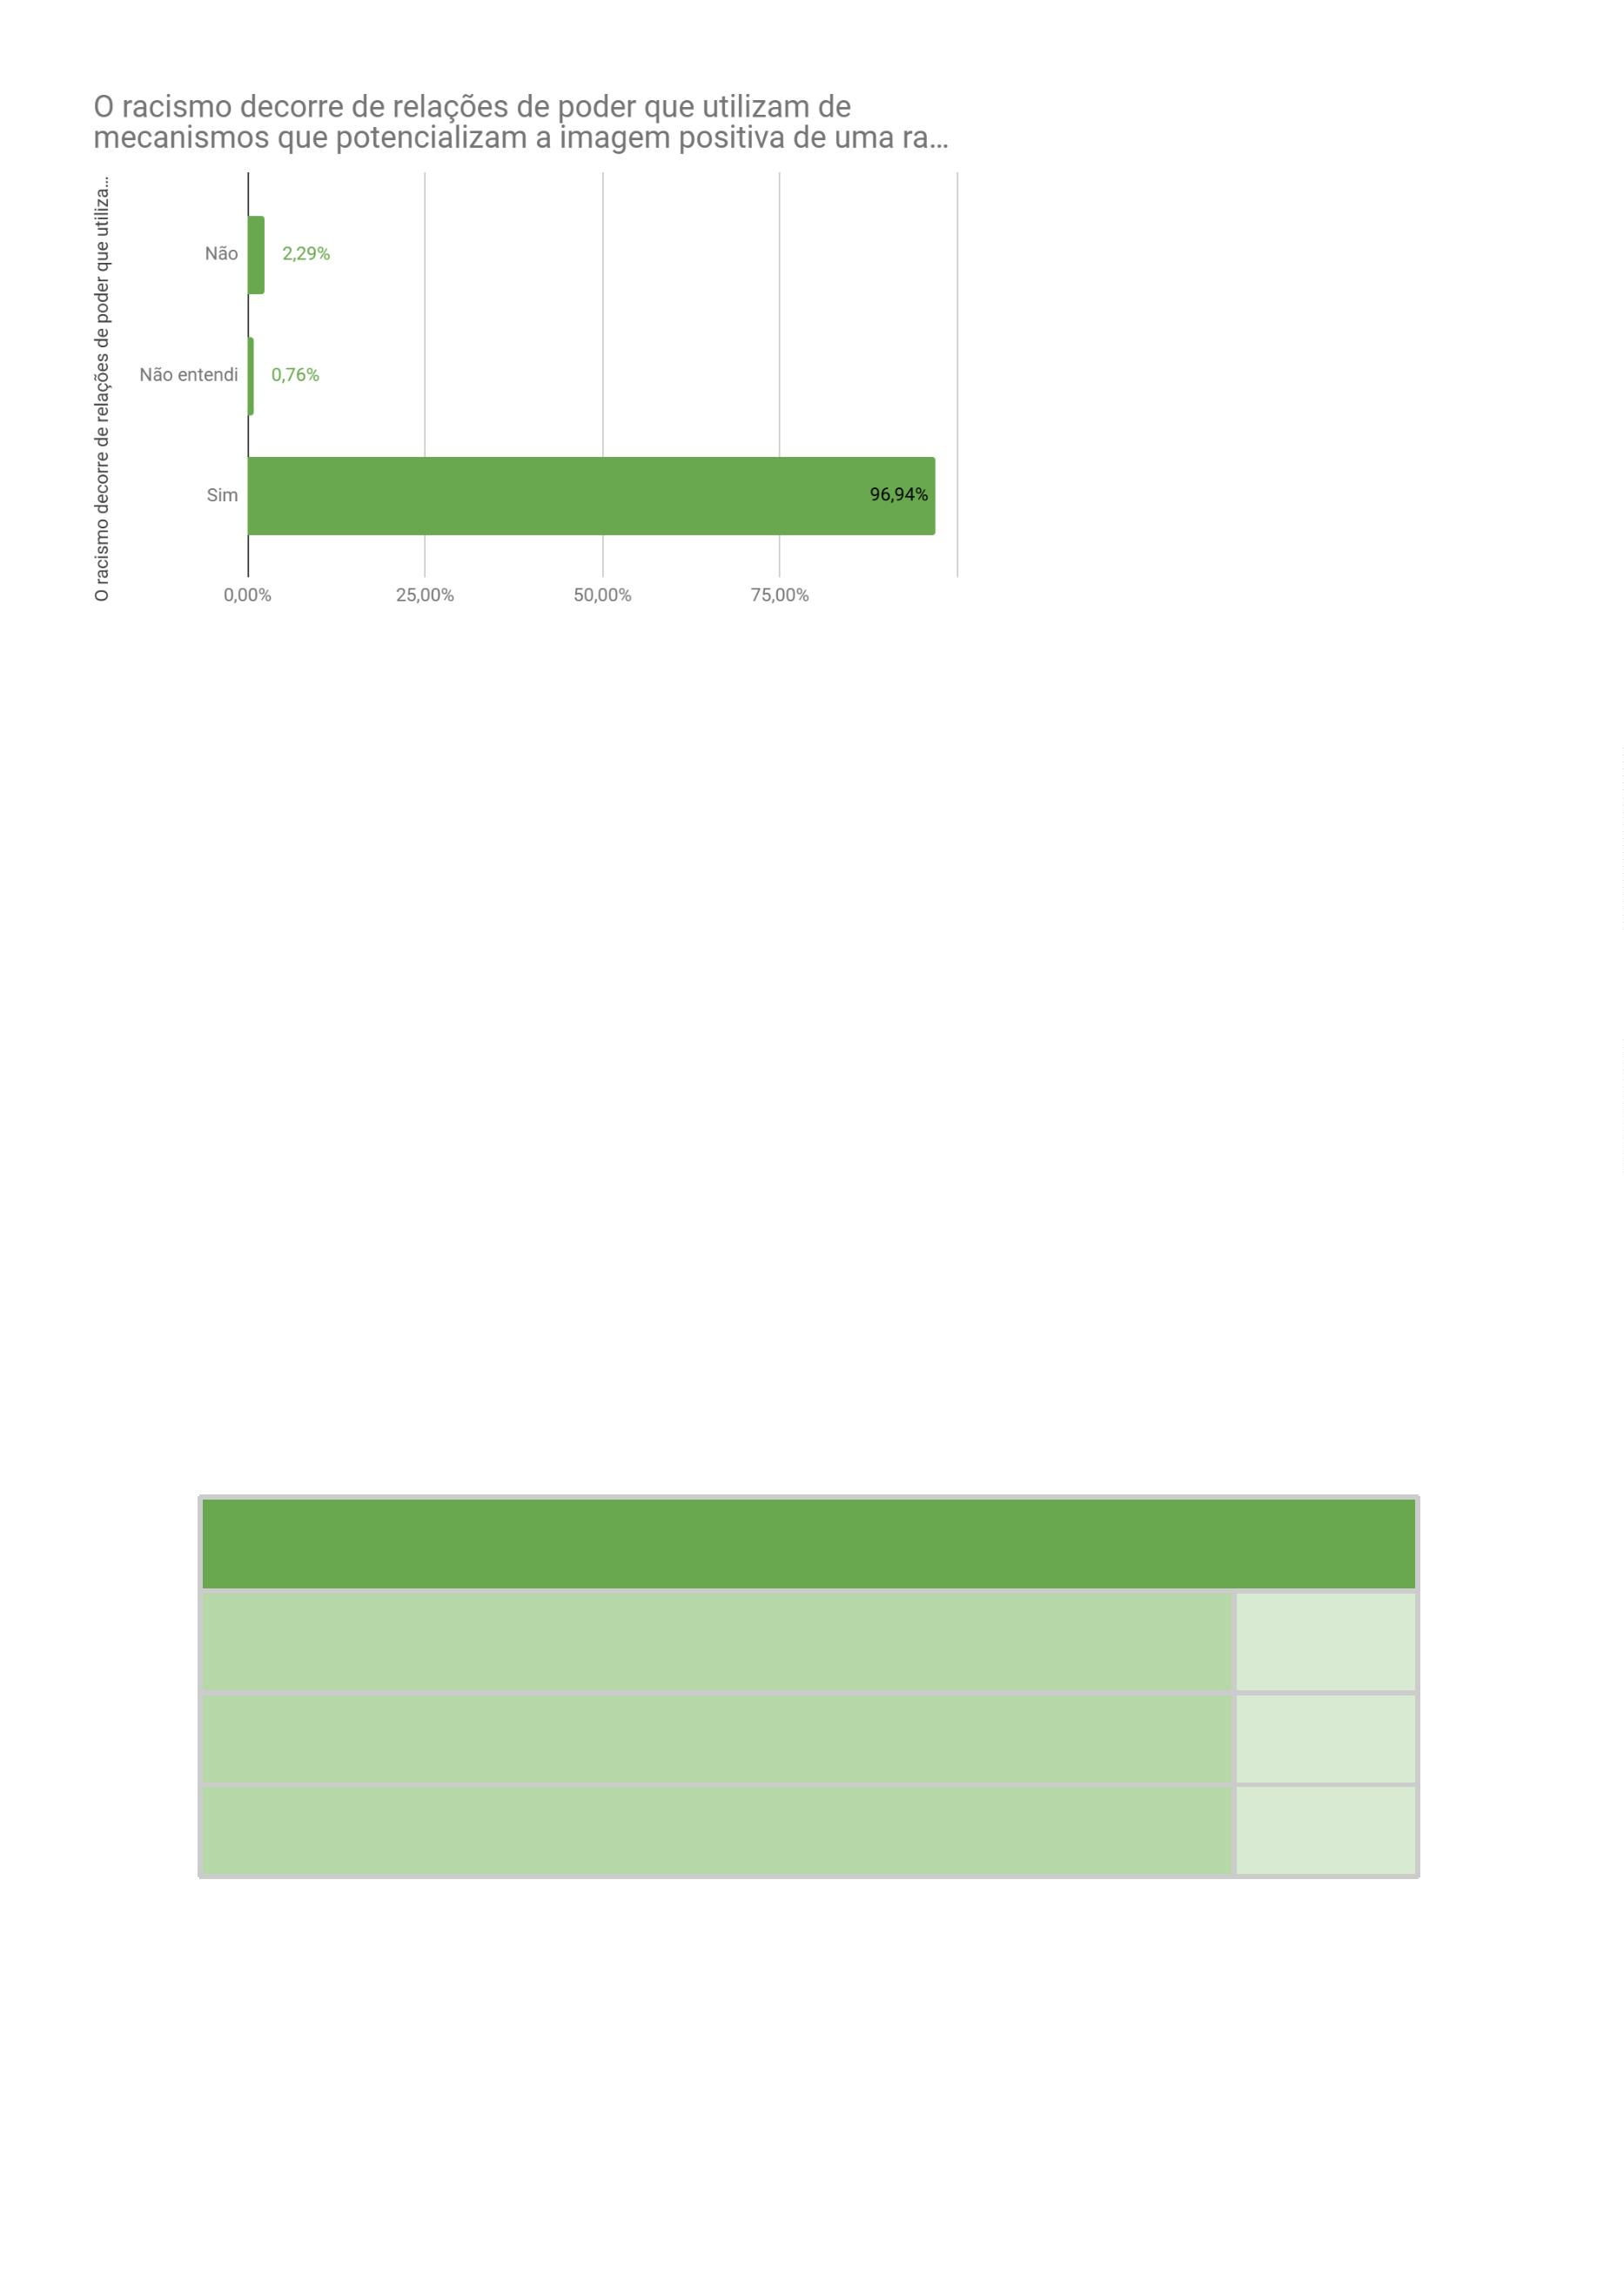 O racismo decorre de relações de poder que utilizam de
mecanismos que potencializam a imagem positiva de uma ra...
O racismo decorre de relações de poder que utiliza...
Não
2,29%
Não entendi
0,76%
Sim
96,94%
0,00%
25,00%
50,00%
75,00%